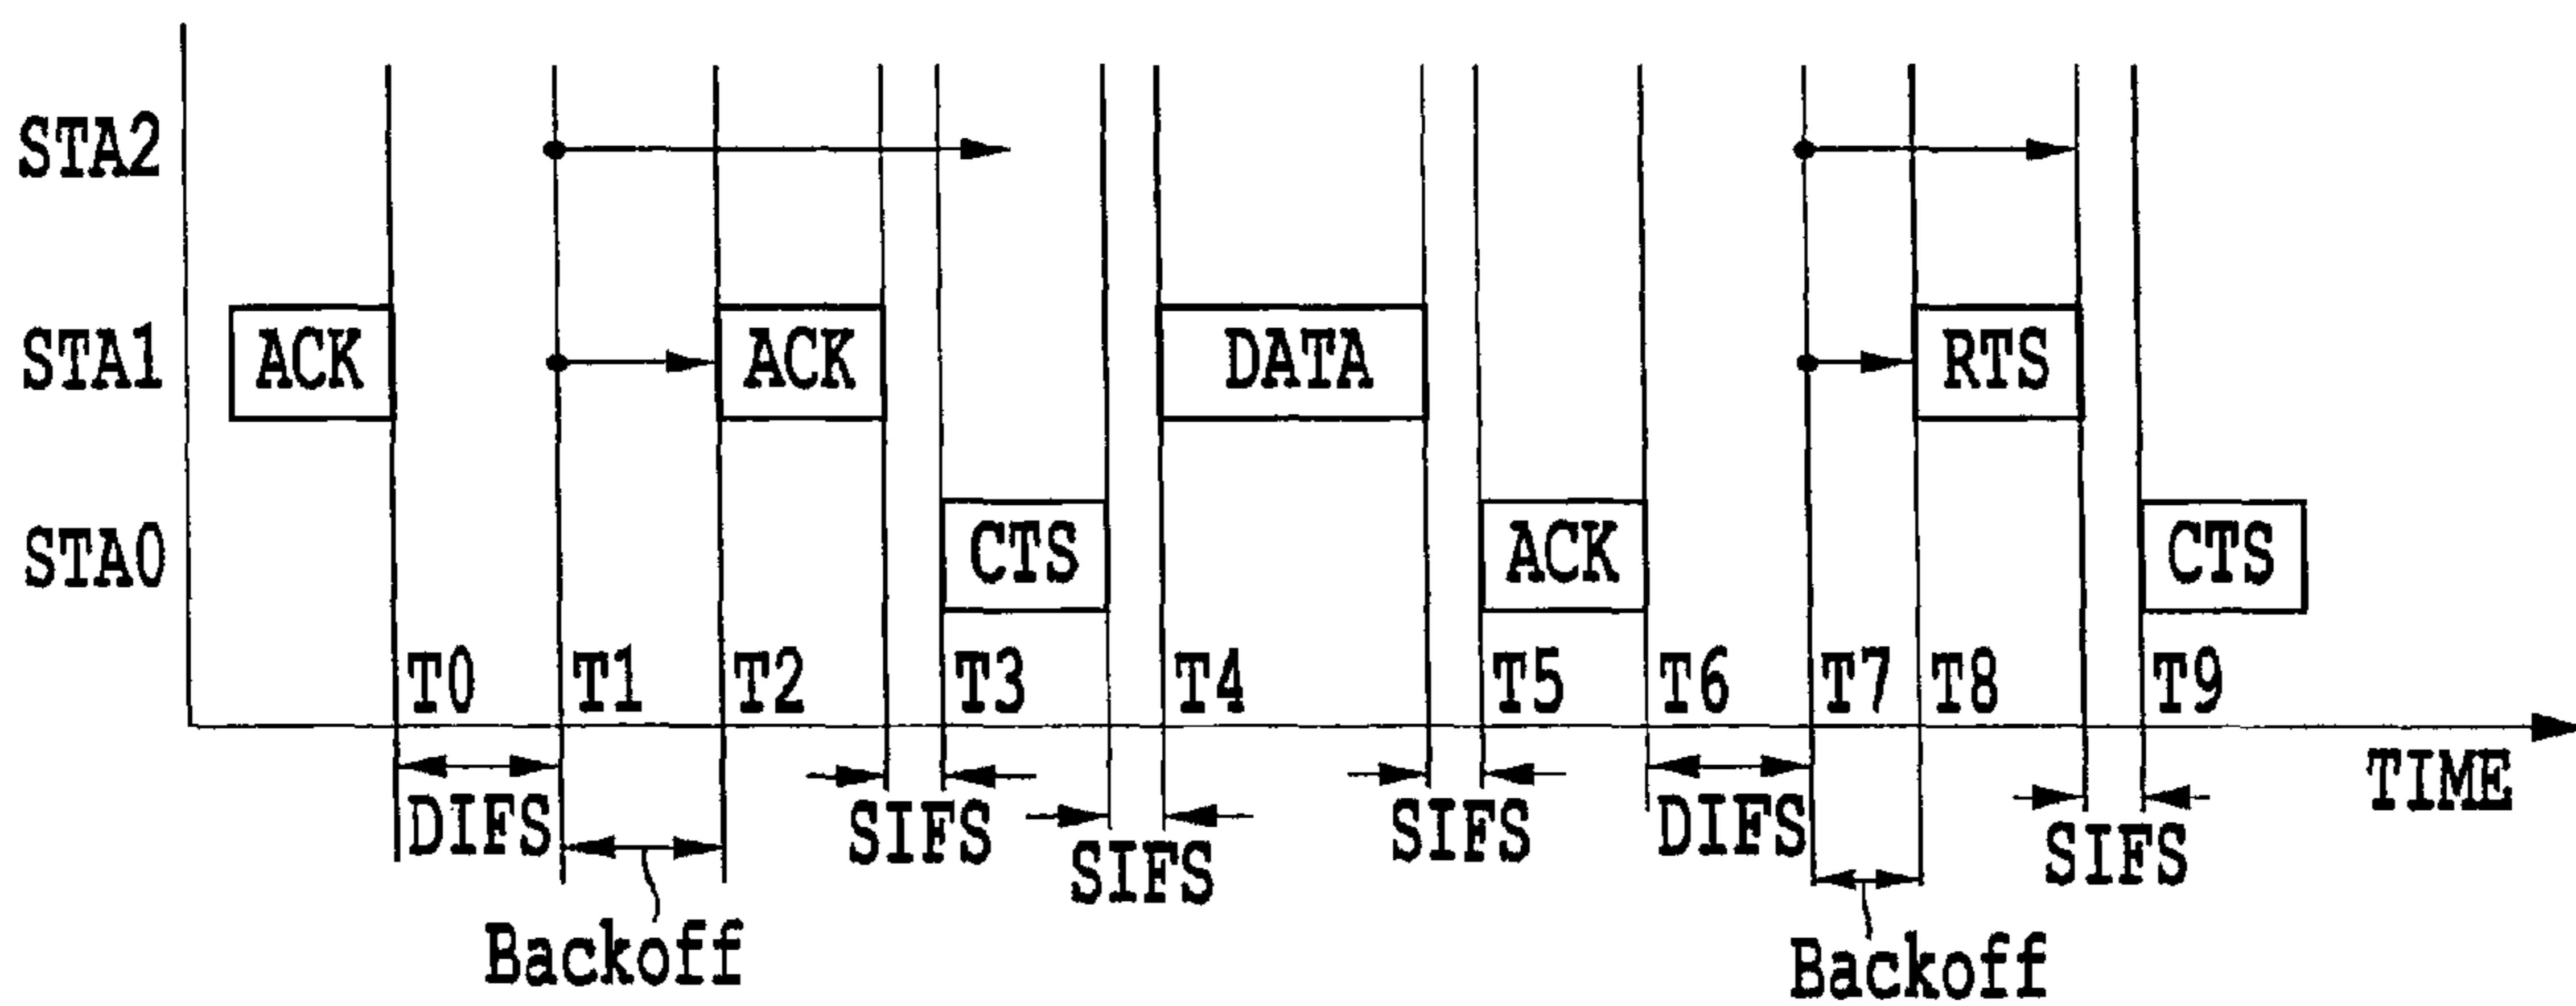 STA2
STA1 ACK ACK DATA RTS
STA0 CTS ACK CTS
T0 T1 T2 T3 T4 T5 T6 T7 T8 T9
TIME
DIFS SIFS SIFS SIFS DIFS SIFS
Backoff Backoff